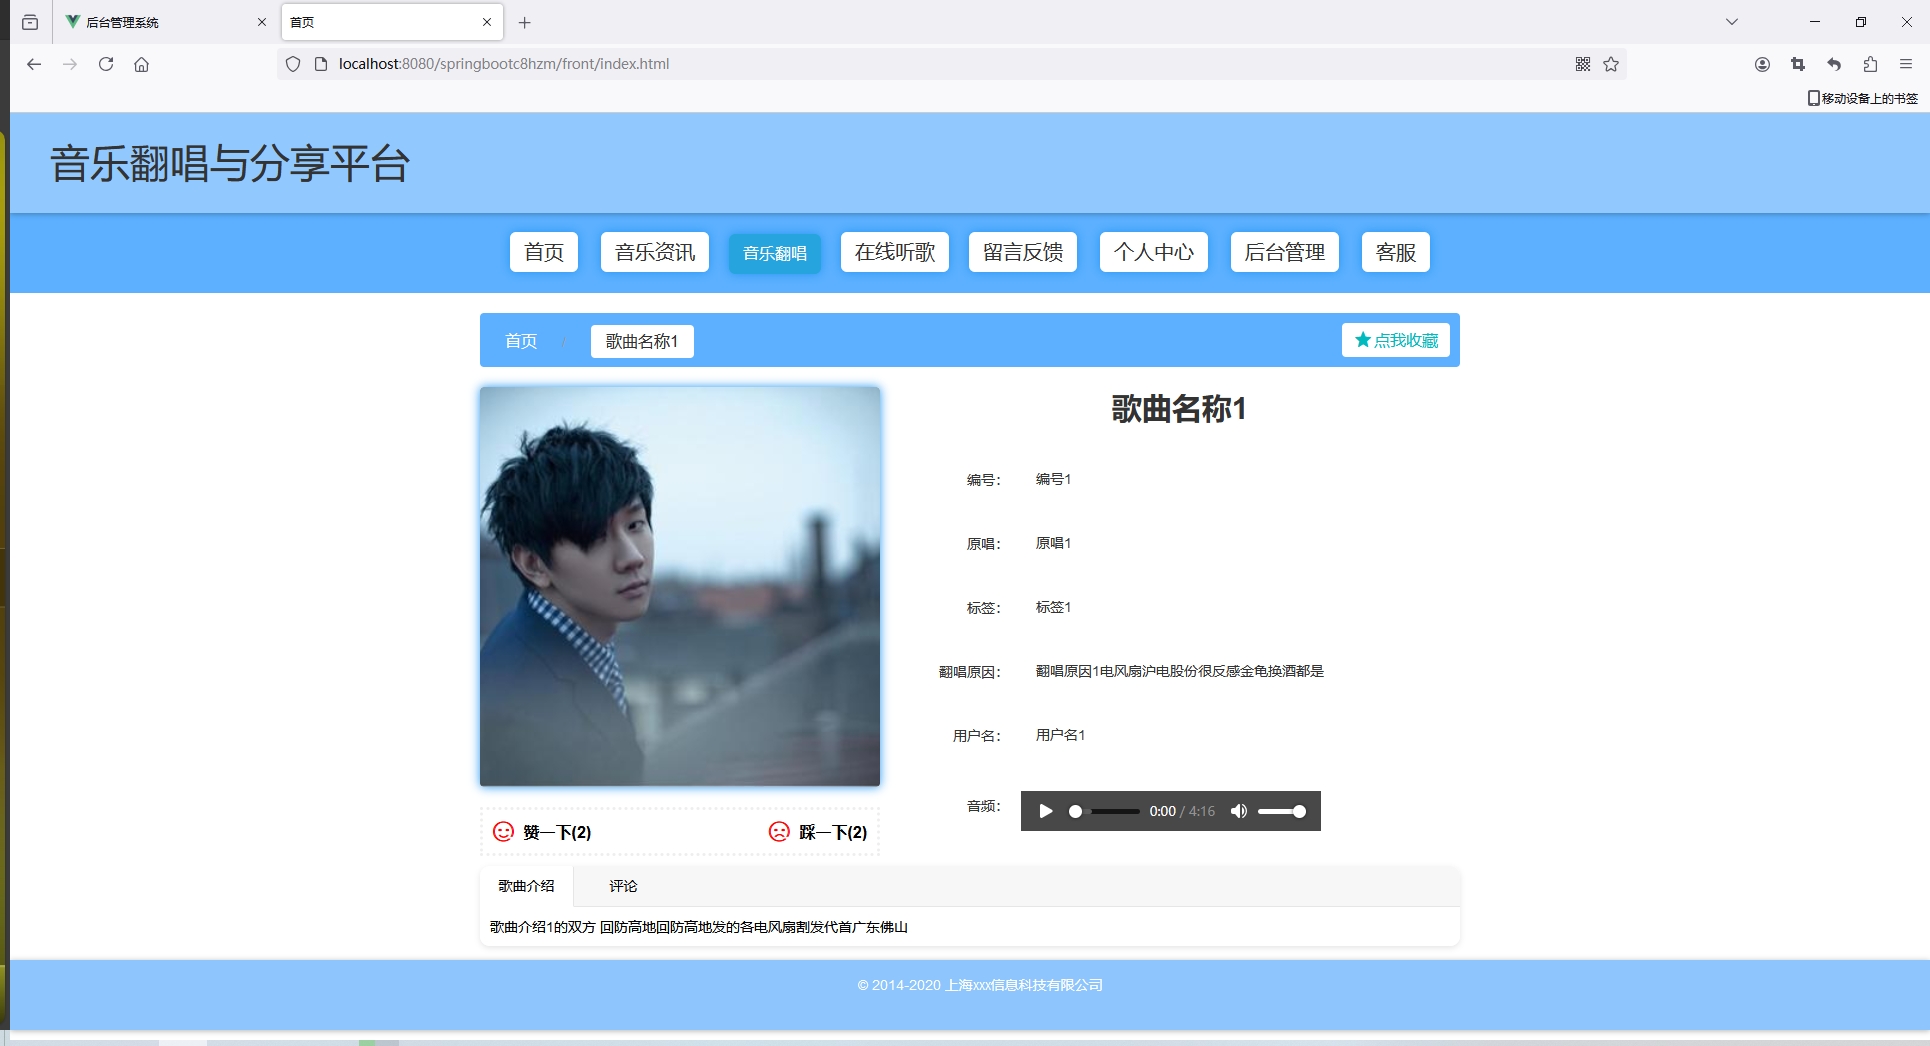 后台管理系统
首页
localhost:8080/springbootc8hzm/front/index.html
移动设备上的书签
音乐翻唱与分享平台
首页 音乐资讯 音乐翻唱 在线听歌 留言反馈 个人中心 后台管理 客服
首页 / 歌曲名称1 点我收藏
歌曲名称1
编号： 编号1
原唱： 原唱1
标签： 标签1
翻唱原因： 翻唱原因1电风扇沪电股份很反感金龟换酒都是
用户名： 用户名1
音频： 0:00 / 4:16
赞一下(2) 踩一下(2)
歌曲介绍 评论
歌曲介绍1的双方 回防高地回防高地发的各电风扇割发代首广东佛山
© 2014-2020 上海xxx信息科技有限公司